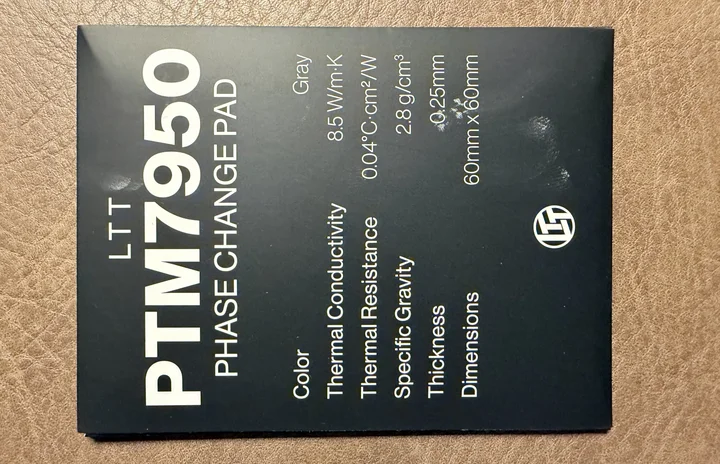 LTT
PTM7950
PHASE CHANGE PAD
Color Gray
Thermal Conductivity 8.5 W/m·K
Thermal Resistance 0.04°C·cm²/W
Specific Gravity 2.8 g/cm³
Thickness 0.25mm
Dimensions 60mm x 60mm
LTT